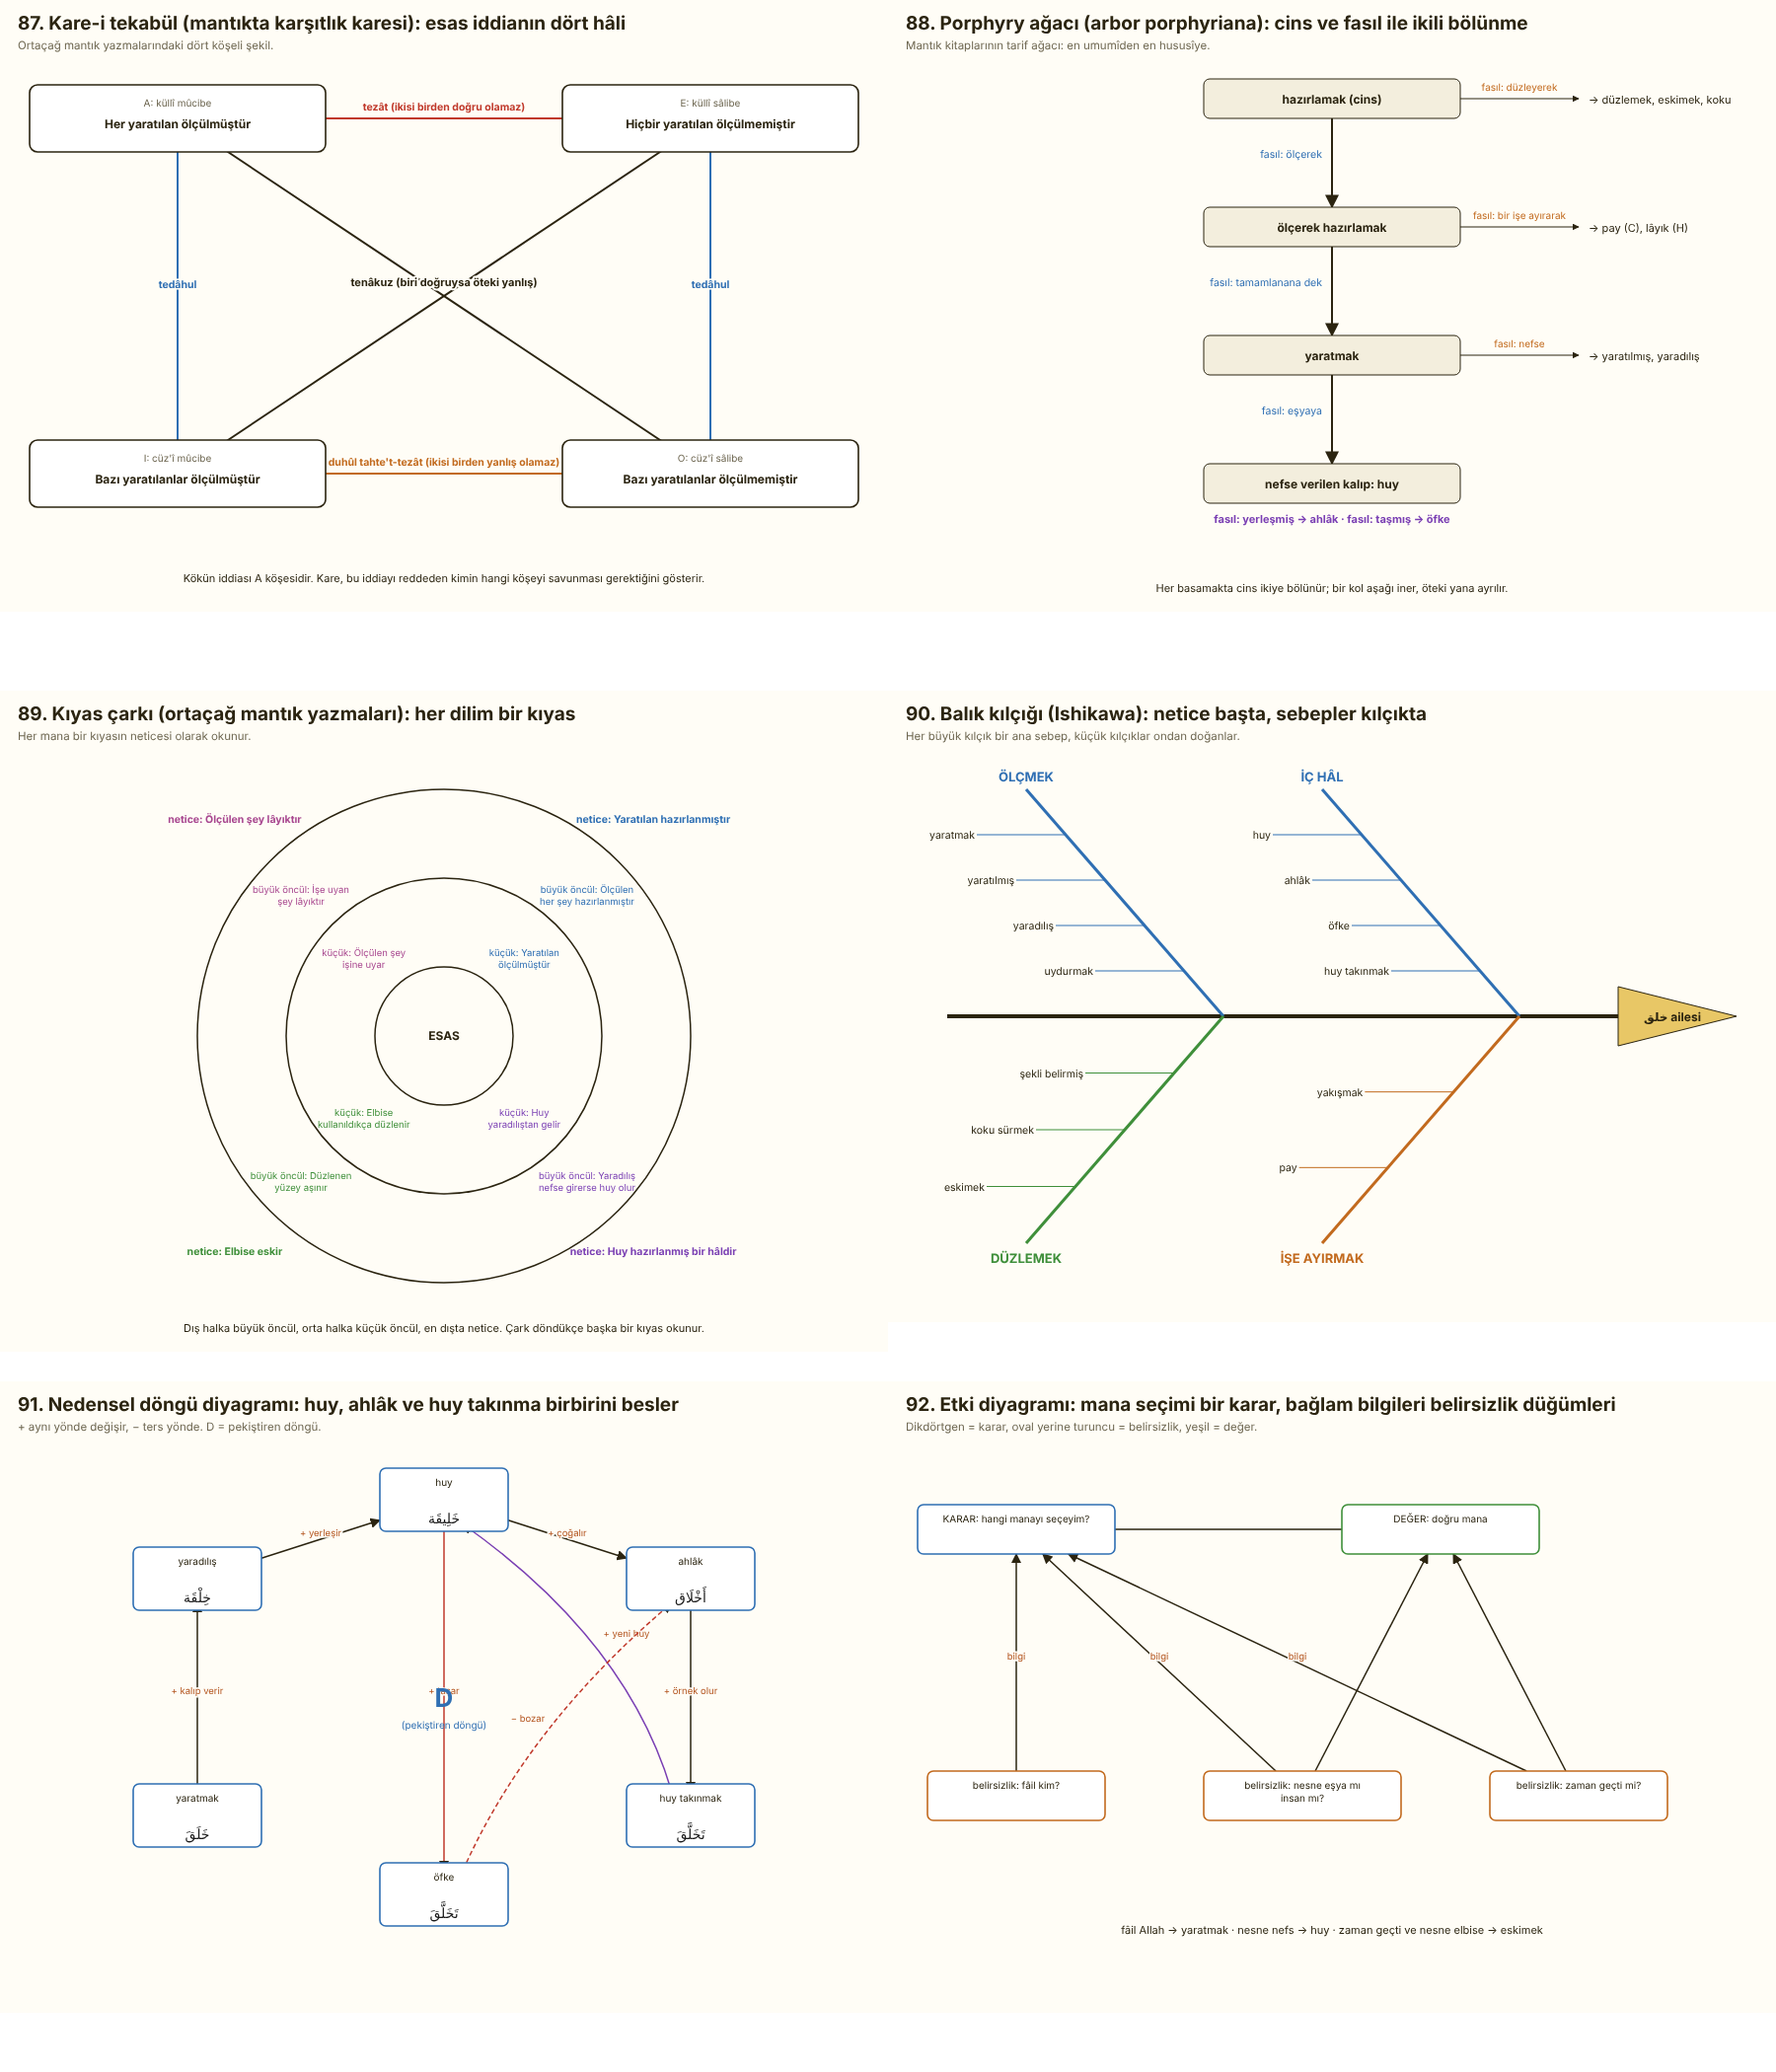 87. Kare-i tekabül (mantıkta karşıtlık karesi): esas iddianın dört hâli
Ortaçağ mantık yazmalarındaki dört köşeli şekil.
A: küllî mûcibe
Her yaratılan ölçülmüştür
tezât (ikisi birden doğru olamaz)
E: küllî sâlibe
Hiçbir yaratılan ölçülmemiştir
tedâhul
tenâkuz (biri doğruysa öteki yanlış)
tedâhul
I: cüz'î mûcibe
Bazı yaratılanlar ölçülmüştür
duhûl tahte't-tezât (ikisi birden yanlış olamaz)
O: cüz'î sâlibe
Bazı yaratılanlar ölçülmemiştir
Kökün iddiası A köşesidir. Kare, bu iddiayı reddeden kimin hangi köşeyi savunması gerektiğini gösterir.
88. Porphyry ağacı (arbor porphyriana): cins ve fasıl ile ikili bölünme
Mantık kitaplarının tarif ağacı: en umumîden en hususîye.
hazırlamak (cins)
fasıl: düzleyerek
→ düzlemek, eskimek, koku
fasıl: ölçerek
ölçerek hazırlamak
fasıl: bir işe ayırarak
→ pay (C), lâyık (H)
fasıl: tamamlanana dek
yaratmak
fasıl: nefse
→ yaratılmış, yaradılış
fasıl: eşyaya
nefse verilen kalıp: huy
fasıl: yerleşmiş → ahlâk · fasıl: taşmış → öfke
Her basamakta cins ikiye bölünür; bir kol aşağı iner, öteki yana ayrılır.
89. Kıyas çarkı (ortaçağ mantık yazmaları): her dilim bir kıyas
Her mana bir kıyasın neticesi olarak okunur.
netice: Ölçülen şey lâyıktır
netice: Yaratılan hazırlanmıştır
büyük öncül: İşe uyan
şey lâyıktır
büyük öncül: Ölçülen
her şey hazırlanmıştır
küçük: Ölçülen şey
işine uyar
küçük: Yaratılan
ölçülmüştür
ESAS
küçük: Elbise
kullanıldıkça düzlenir
küçük: Huy
yaradılıştan gelir
büyük öncül: Düzlenen
yüzey aşınır
büyük öncül: Yaradılış
nefse girerse huy olur
netice: Elbise eskir
netice: Huy hazırlanmış bir hâldir
Dış halka büyük öncül, orta halka küçük öncül, en dışta netice. Çark döndükçe başka bir kıyas okunur.
90. Balık kılçığı (Ishikawa): netice başta, sebepler kılçıkta
Her büyük kılçık bir ana sebep, küçük kılçıklar ondan doğanlar.
ÖLÇMEK
İÇ HÂL
yaratmak
huy
yaratılmış
ahlâk
yaradılış
öfke
uydurmak
huy takınmak
خلق ailesi
şekli belirmiş
yakışmak
koku sürmek
pay
eskimek
DÜZLEMEK
İŞE AYIRMAK
91. Nedensel döngü diyagramı: huy, ahlâk ve huy takınma birbirini besler
+ aynı yönde değişir, − ters yönde. D = pekiştiren döngü.
huy
خَلِيقَة
+ yerleşir
+ çoğalır
yaradılış
خِلْقَة
ahlâk
أَخْلَاق
+ yeni huy
+ kalıp verir
D
(pekiştiren döngü)
+ örnek olur
− bozar
yaratmak
خَلَقَ
huy takınmak
تَخَلَّقَ
öfke
تَخَلَّقَ
92. Etki diyagramı: mana seçimi bir karar, bağlam bilgileri belirsizlik düğümleri
Dikdörtgen = karar, oval yerine turuncu = belirsizlik, yeşil = değer.
KARAR: hangi manayı seçeyim?
DEĞER: doğru mana
bilgi
bilgi
bilgi
belirsizlik: fâil kim?
belirsizlik: nesne eşya mı
insan mı?
belirsizlik: zaman geçti mi?
fâil Allah → yaratmak · nesne nefs → huy · zaman geçti ve nesne elbise → eskimek